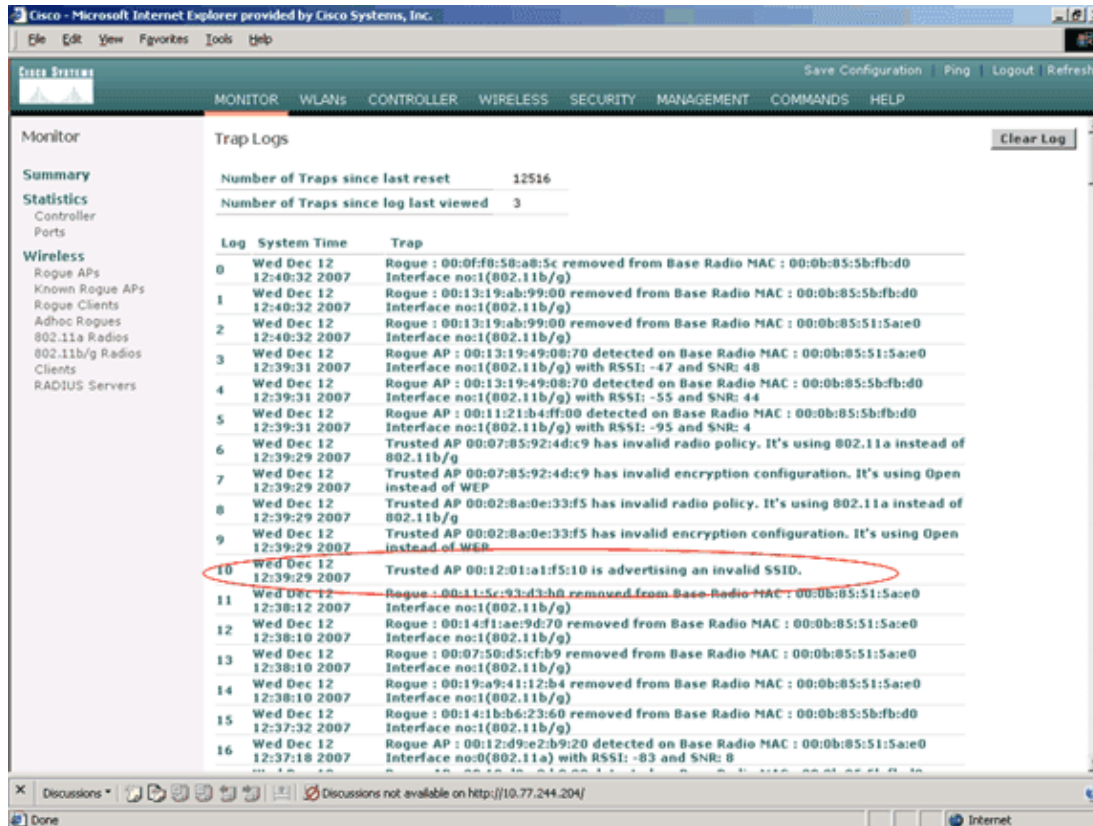 Cisco - Microsoft Internet Explorer provided by Cisco Systems, Inc.
File Edit View Favorites Tools Help
CISCO SYSTEMS
Save Configuration | Ping | Logout | Refresh
MONITOR WLANs CONTROLLER WIRELESS SECURITY MANAGEMENT COMMANDS HELP
Monitor
Summary
Statistics
Controller
Ports
Wireless
Rogue APs
Known Rogue APs
Rogue Clients
Adhoc Rogues
802.11a Radios
802.11b/g Radios
Clients
RADIUS Servers
Trap Logs
Clear Log
Number of Traps since last reset 12516
Number of Traps since log last viewed 3
Log System Time Trap
0 Wed Dec 12 12:40:32 2007 Rogue : 00:0f:f8:58:a8:5c removed from Base Radio MAC : 00:0b:85:5b:fb:d0
Interface no:1(802.11b/g)
1 Wed Dec 12 12:40:32 2007 Rogue : 00:13:19:ab:99:00 removed from Base Radio MAC : 00:0b:85:5b:fb:d0
Interface no:1(802.11b/g)
2 Wed Dec 12 12:40:32 2007 Rogue : 00:13:19:ab:99:00 removed from Base Radio MAC : 00:0b:85:51:5a:e0
Interface no:1(802.11b/g)
3 Wed Dec 12 12:39:31 2007 Rogue AP : 00:13:19:49:08:70 detected on Base Radio MAC : 00:0b:85:51:5a:e0
Interface no:1(802.11b/g) with RSSI: -47 and SNR: 48
4 Wed Dec 12 12:39:31 2007 Rogue AP : 00:13:19:49:08:70 detected on Base Radio MAC : 00:0b:85:5b:fb:d0
Interface no:1(802.11b/g) with RSSI: -55 and SNR: 44
5 Wed Dec 12 12:39:31 2007 Rogue AP : 00:11:21:b4:ff:00 detected on Base Radio MAC : 00:0b:85:5b:fb:d0
Interface no:1(802.11b/g) with RSSI: -95 and SNR: 4
6 Wed Dec 12 12:39:29 2007 Trusted AP 00:07:85:92:4d:c9 has invalid radio policy. It's using 802.11a instead of
802.11b/g
7 Wed Dec 12 12:39:29 2007 Trusted AP 00:07:85:92:4d:c9 has invalid encryption configuration. It's using Open
instead of WEP
8 Wed Dec 12 12:39:29 2007 Trusted AP 00:02:8a:0e:33:f5 has invalid radio policy. It's using 802.11a instead of
802.11b/g
9 Wed Dec 12 12:39:29 2007 Trusted AP 00:02:8a:0e:33:f5 has invalid encryption configuration. It's using Open
instead of WEP
10 Wed Dec 12 12:39:29 2007 Trusted AP 00:12:01:a1:f5:10 is advertising an invalid SSID.
11 Wed Dec 12 12:38:12 2007 Rogue : 00:11:5c:93:d3:b0 removed from Base Radio MAC : 00:0b:85:51:5a:e0
Interface no:1(802.11b/g)
12 Wed Dec 12 12:38:10 2007 Rogue : 00:14:f1:ae:9d:70 removed from Base Radio MAC : 00:0b:85:51:5a:e0
Interface no:1(802.11b/g)
13 Wed Dec 12 12:38:10 2007 Rogue : 00:07:50:d5:cf:b9 removed from Base Radio MAC : 00:0b:85:51:5a:e0
Interface no:1(802.11b/g)
14 Wed Dec 12 12:38:10 2007 Rogue : 00:19:a9:41:12:b4 removed from Base Radio MAC : 00:0b:85:51:5a:e0
Interface no:1(802.11b/g)
15 Wed Dec 12 12:37:32 2007 Rogue : 00:14:1b:b6:23:60 removed from Base Radio MAC : 00:0b:85:5b:fb:d0
Interface no:1(802.11b/g)
16 Wed Dec 12 12:37:18 2007 Rogue AP : 00:12:d9:e2:b9:20 detected on Base Radio MAC : 00:0b:85:51:5a:e0
Interface no:0(802.11a) with RSSI: -83 and SNR: 8
Discussions Discussions not available on http://10.77.244.204/
Done Internet